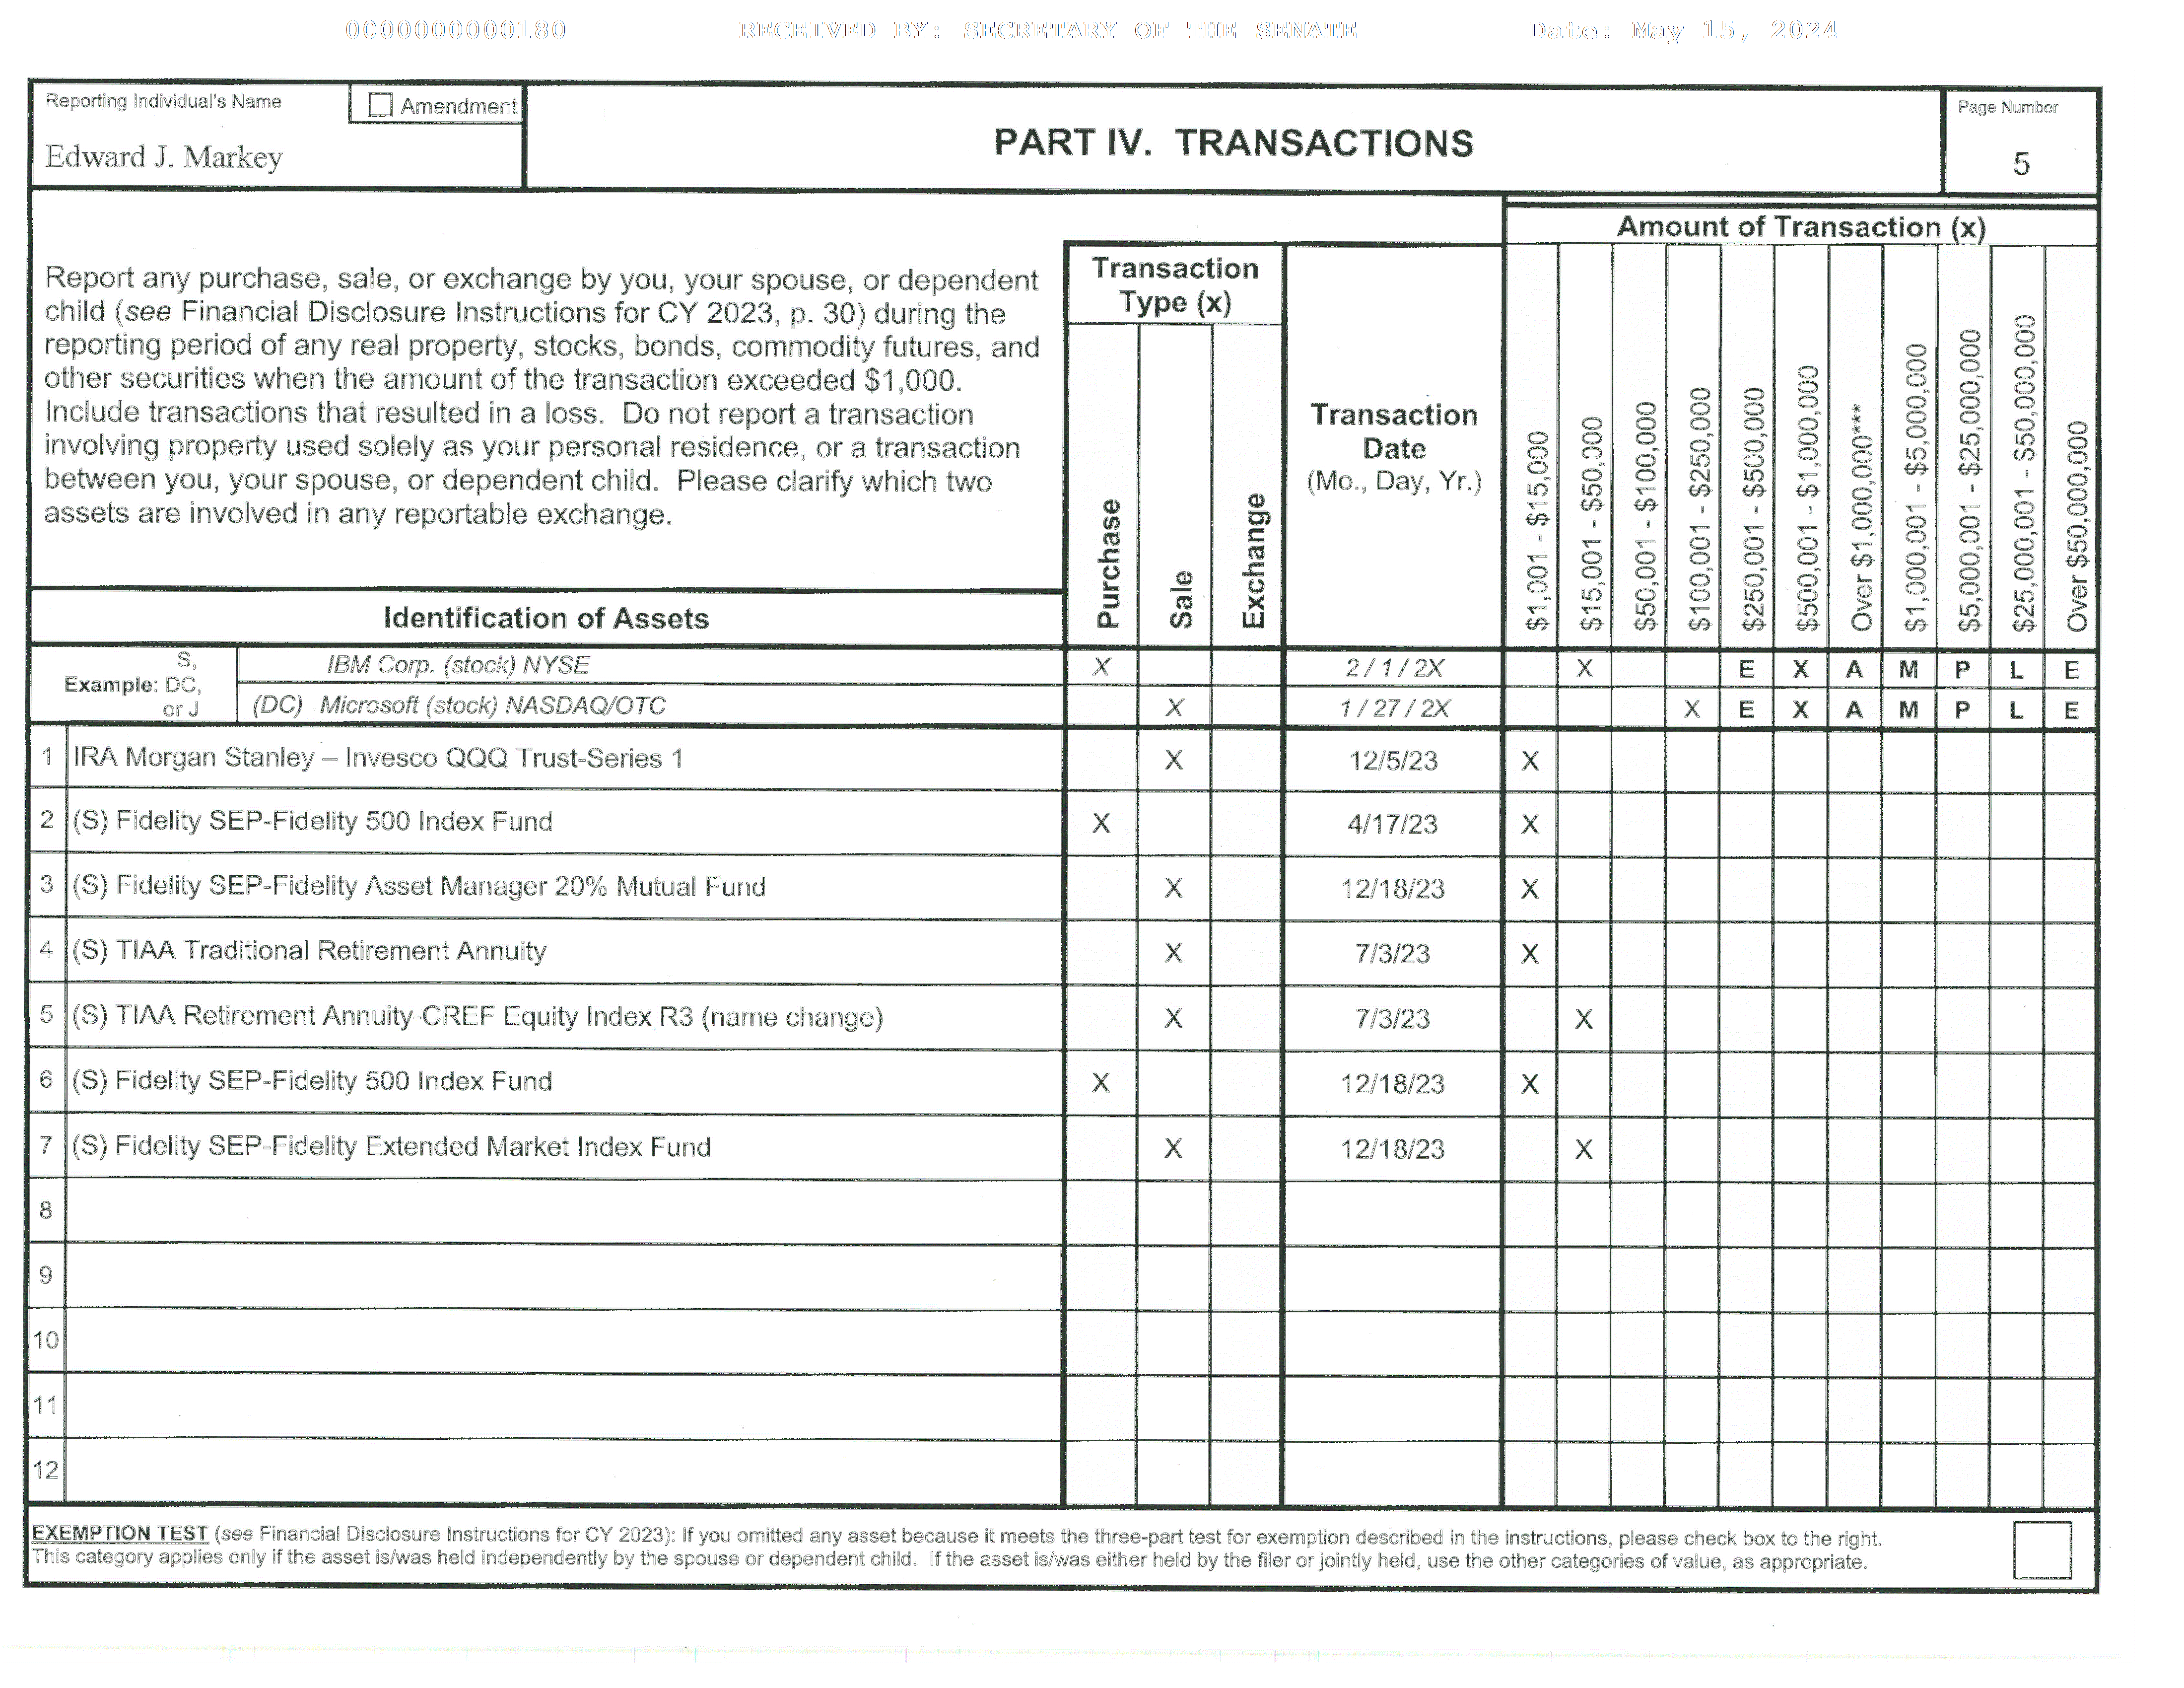 0000000000180 RECEIVED BY: SECRETARY OF THE SENATE Date: May 15, 2024
Reporting Individual's Name Amendment
Edward J. Markey
PART IV. TRANSACTIONS
Page Number
5
Report any purchase, sale, or exchange by you, your spouse, or dependent
child (see Financial Disclosure Instructions for CY 2023, p. 30) during the
reporting period of any real property, stocks, bonds, commodity futures, and
other securities when the amount of the transaction exceeded $1,000.
Include transactions that resulted in a loss. Do not report a transaction
involving property used solely as your personal residence, or a transaction
between you, your spouse, or dependent child. Please clarify which two
assets are involved in any reportable exchange.
Identification of Assets
Transaction
Type (x)
Purchase
Sale
Exchange
Transaction
Date
(Mo., Day, Yr.)
Amount of Transaction (x)
$1,001 - $15,000
$15,001 - $50,000
$50,001 - $100,000
$100,001 - $250,000
$250,001 - $500,000
$500,001 - $1,000,000
Over $1,000,000***
$1,000,001 - $5,000,000
$5,000,001 - $25,000,000
$25,000,001 - $50,000,000
Over $50,000,000
Example: S,
DC,
or J
IBM Corp. (stock) NYSE X 2 / 1 / 2X X E X A M P L E
(DC) Microsoft (stock) NASDAQ/OTC X 1 / 27 / 2X X E X A M P L E
1 IRA Morgan Stanley – Invesco QQQ Trust-Series 1 X 12/5/23 X
2 (S) Fidelity SEP-Fidelity 500 Index Fund X 4/17/23 X
3 (S) Fidelity SEP-Fidelity Asset Manager 20% Mutual Fund X 12/18/23 X
4 (S) TIAA Traditional Retirement Annuity X 7/3/23 X
5 (S) TIAA Retirement Annuity-CREF Equity Index R3 (name change) X 7/3/23 X
6 (S) Fidelity SEP-Fidelity 500 Index Fund X 12/18/23 X
7 (S) Fidelity SEP-Fidelity Extended Market Index Fund X 12/18/23 X
8
9
10
11
12
EXEMPTION TEST (see Financial Disclosure Instructions for CY 2023): If you omitted any asset because it meets the three-part test for exemption described in the instructions, please check box to the right.
This category applies only if the asset is/was held independently by the spouse or dependent child. If the asset is/was either held by the filer or jointly held, use the other categories of value, as appropriate.